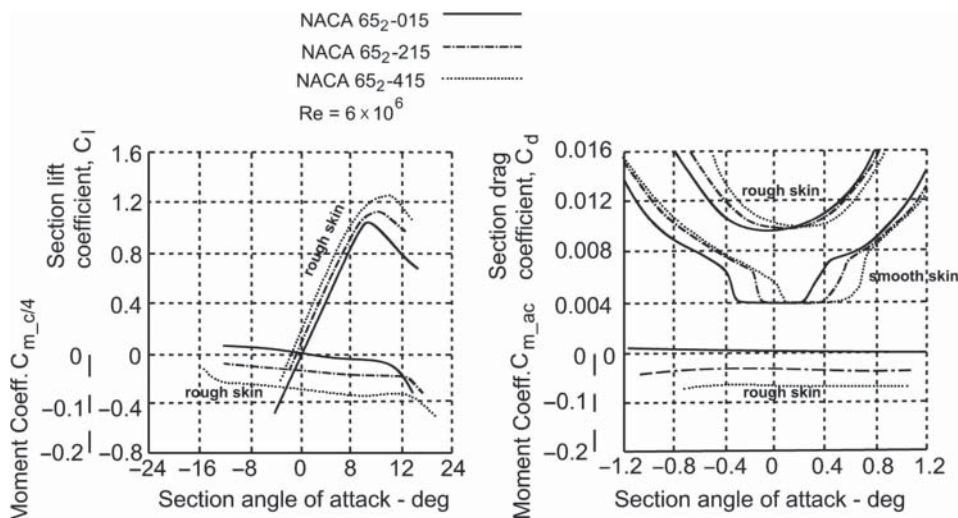 NACA 65₂-015
NACA 65₂-215
NACA 65₂-415
Re = 6 × 10⁶
Section lift
coefficient, C_l
Moment Coeff. C_m_c/4
1.6
1.2
0.8
0.4
0
0
-0.1
-0.4
-0.2
-0.8
rough skin
rough skin
-24
-16
-8
0
8
12
24
Section angle of attack - deg
Section drag
coefficient, C_d
Moment Coeff. C_m_ac
0.016
0.012
0.008
0.004
0
0
-0.1
-0.2
rough skin
smooth skin
rough skin
-1.2
-0.8
-0.4
0
0.4
0.8
1.2
Section angle of attack - deg